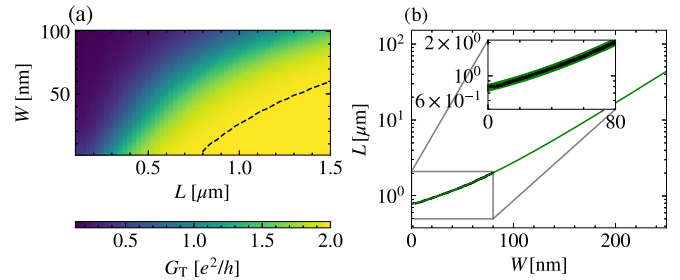 (a)
100
50
W [nm]
0.5 1.0 1.5
L [μm]
0.5 1.0 1.5 2.0
G_T [e²/h]
(b)
10²
10¹
10⁰
L[μm]
2 × 10⁰
10⁰
6 × 10⁻¹
0 80
0 100 200
W[nm]